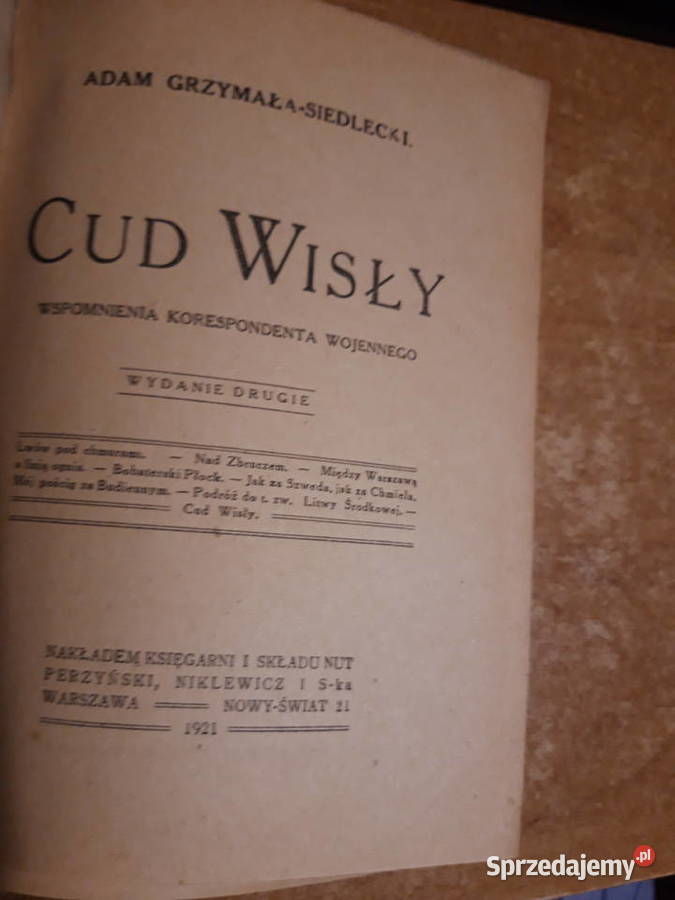 ADAM GRZYMAŁA-SIEDLECKI.
CUD WISŁY
WSPOMNIENIA KORESPONDENTA WOJENNEGO
WYDANIE DRUGIE
Lwów pod chmurami. — Nad Zbruczem. — Między Warszawą
a linją ognia. — Bohaterski Płock. — Jak za Szweda, jak za Chmiela.
Mój pościg za Budiennym. — Podróż do t. zw. Litwy Środkowej. —
Cud Wisły.
NAKŁADEM KSIĘGARNI I SKŁADU NUT
PERZYŃSKI, NIKLEWICZ I S-ka
WARSZAWA NOWY-ŚWIAT 21
1921
Sprzedajemy.pl